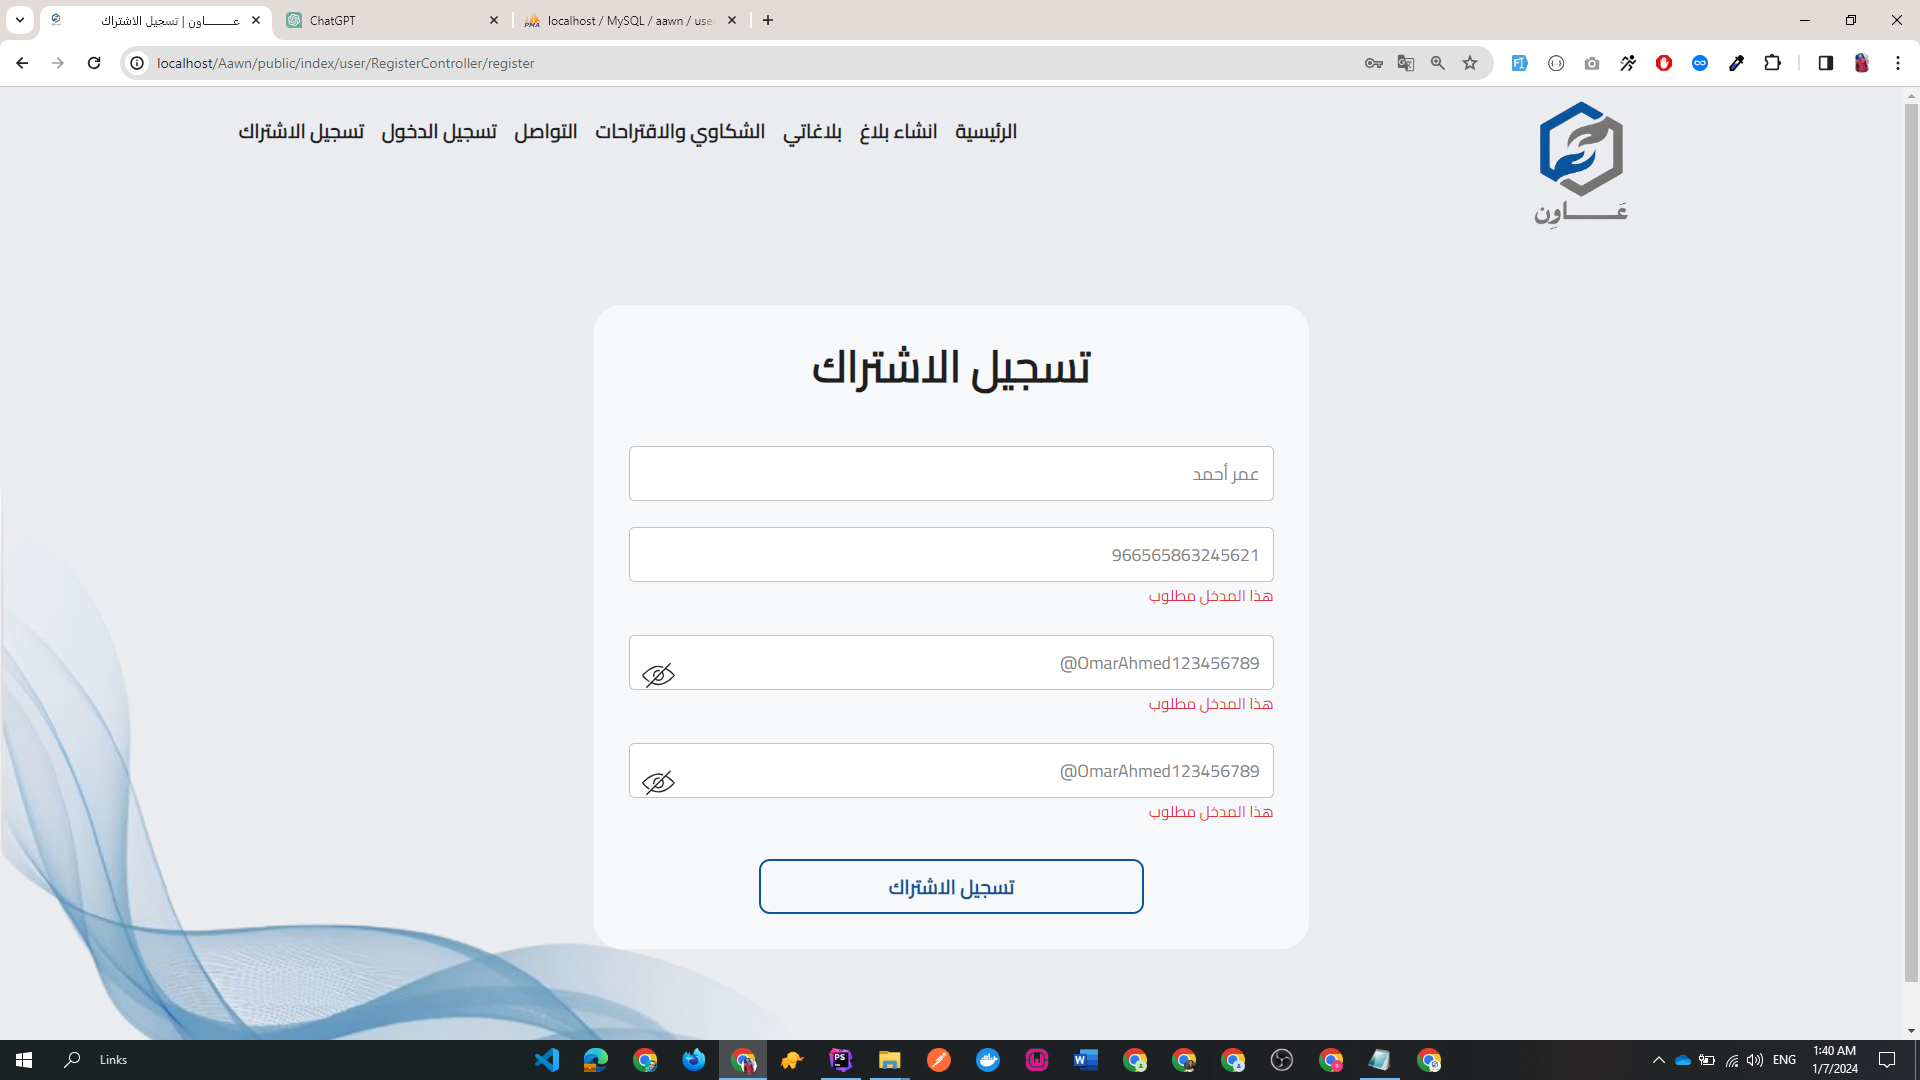 عـــــــاون | تسجيل الاشتراك
ChatGPT
localhost / MySQL / aawn / use
localhost/Aawn/public/index/user/RegisterController/register
الرئيسية انشاء بلاغ بلاغاتي الشكاوي والاقتراحات التواصل تسجيل الدخول تسجيل الاشتراك
عَـــــــاوِن
تسجيل الاشتراك
عمر أحمد
966565863245621
هذا المدخل مطلوب
@OmarAhmed123456789
هذا المدخل مطلوب
@OmarAhmed123456789
هذا المدخل مطلوب
تسجيل الاشتراك
Links
ENG
1:40 AM
1/7/2024